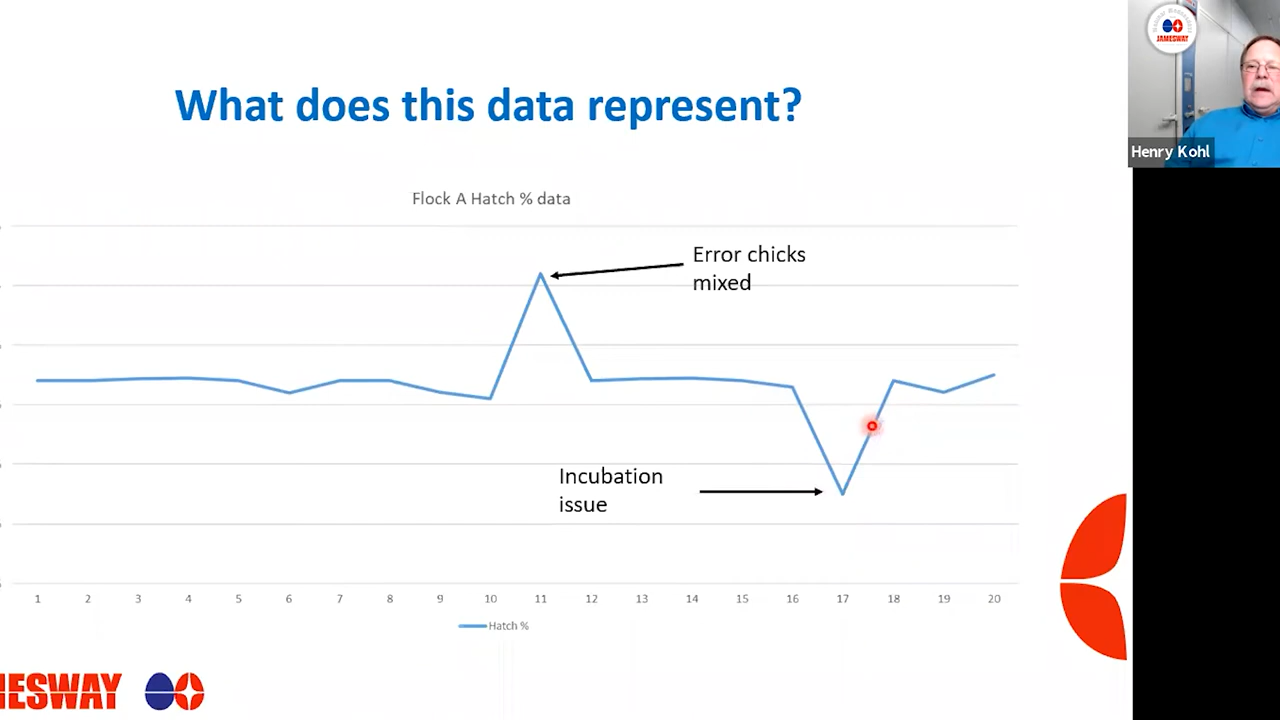 What does this data represent?
JAMESWAY
Henry Kohl
Flock A Hatch % data
Error chicks
mixed
Incubation
issue
1 2 3 4 5 6 7 8 9 10 11 12 13 14 15 16 17 18 19 20
Hatch %
ESWAY